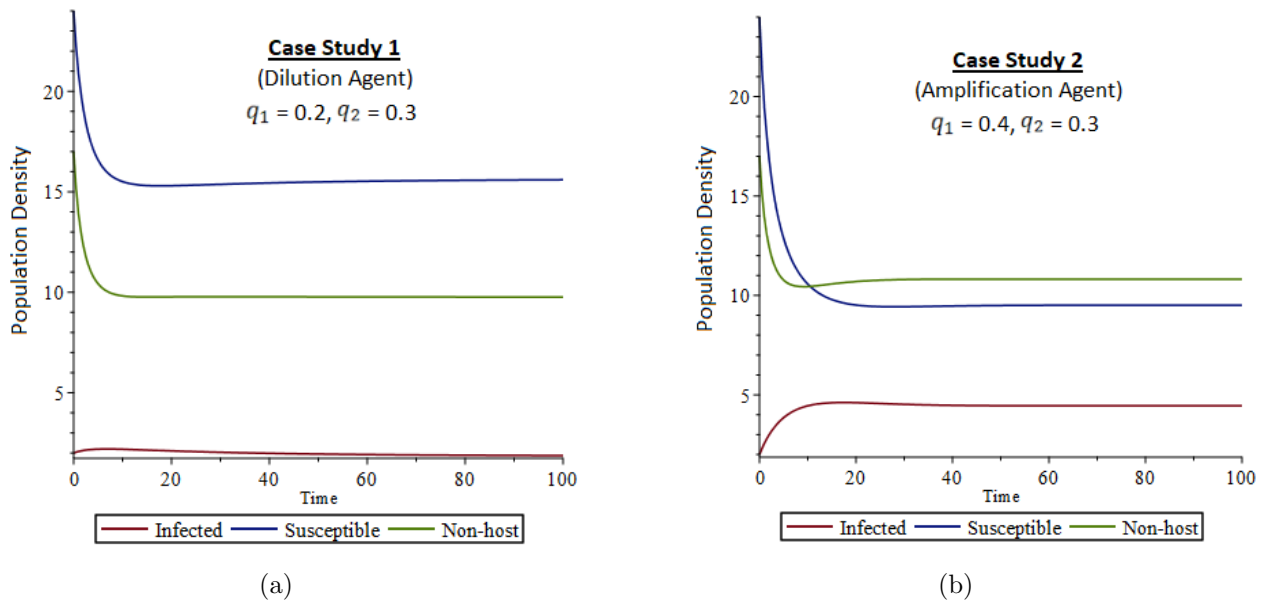 Case Study 1
(Dilution Agent)
q₁ = 0.2, q₂ = 0.3
Population Density
20
15
10
5
0 20 40 60 80 100
Time
Infected Susceptible Non-host
(a)
Case Study 2
(Amplification Agent)
q₁ = 0.4, q₂ = 0.3
Population Density
20
15
10
5
0 20 40 60 80 100
Time
Infected Susceptible Non-host
(b)